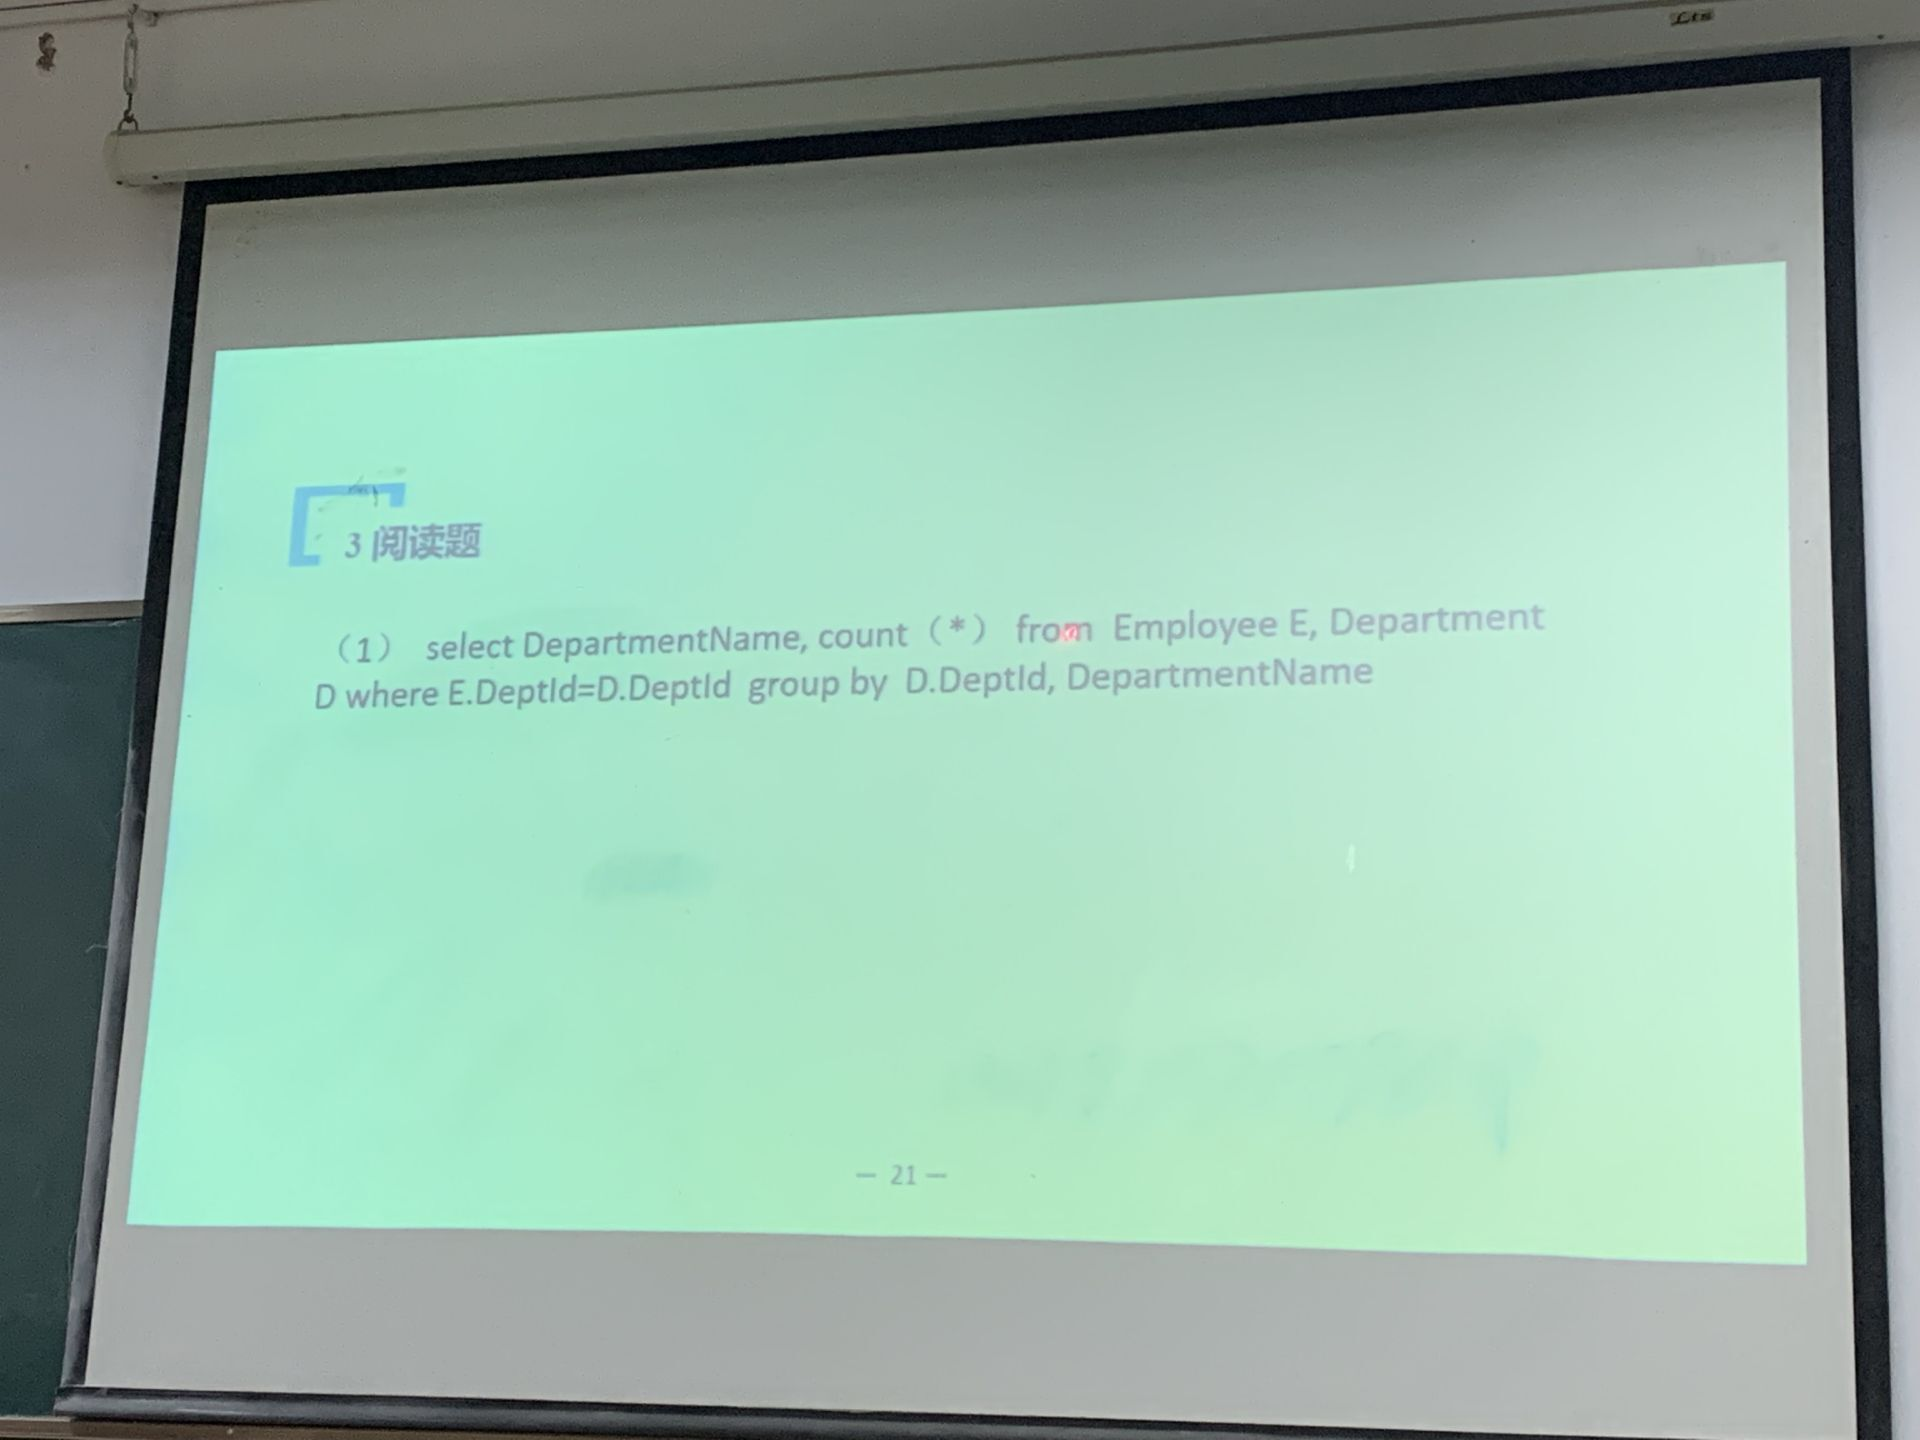 Lts
3 阅读题
（1） select DepartmentName, count（*） from Employee E, Department
D where E.DeptId=D.DeptId group by D.DeptId, DepartmentName
— 21 —